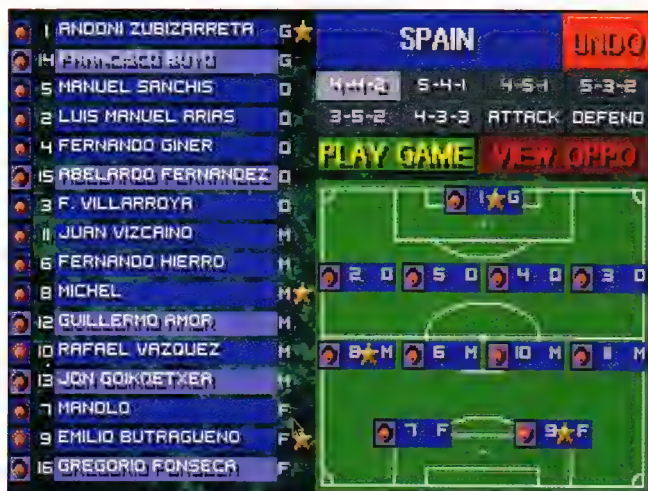 1 ANDONI ZUBIZARRETA G
14 G
5 MANUEL SANCHIS D
2 LUIS MANUEL ARIAS D
4 FERNANDO GINER D
15 ABELARDO FERNANDEZ D
3 F. VILLARROYA D
11 JUAN VIZCAINO M
6 FERNANDO HIERRO M
8 MICHEL M
12 GUILLERMO AMOR M
10 RAFAEL VAZQUEZ M
13 JON GOIKOETXEA M
7 MANOLO F
9 EMILIO BUTRAGUENO F
16 GREGORIO FONSECA F
SPAIN UNDO
4-4-2 5-4-1 4-5-1 5-3-2
3-5-2 4-3-3 ATTACK DEFEND
PLAY GAME VIEW OPPO
1 G
2 D 5 D 4 D 3 D
8 M 6 M 10 M 11 M
7 F 9 F